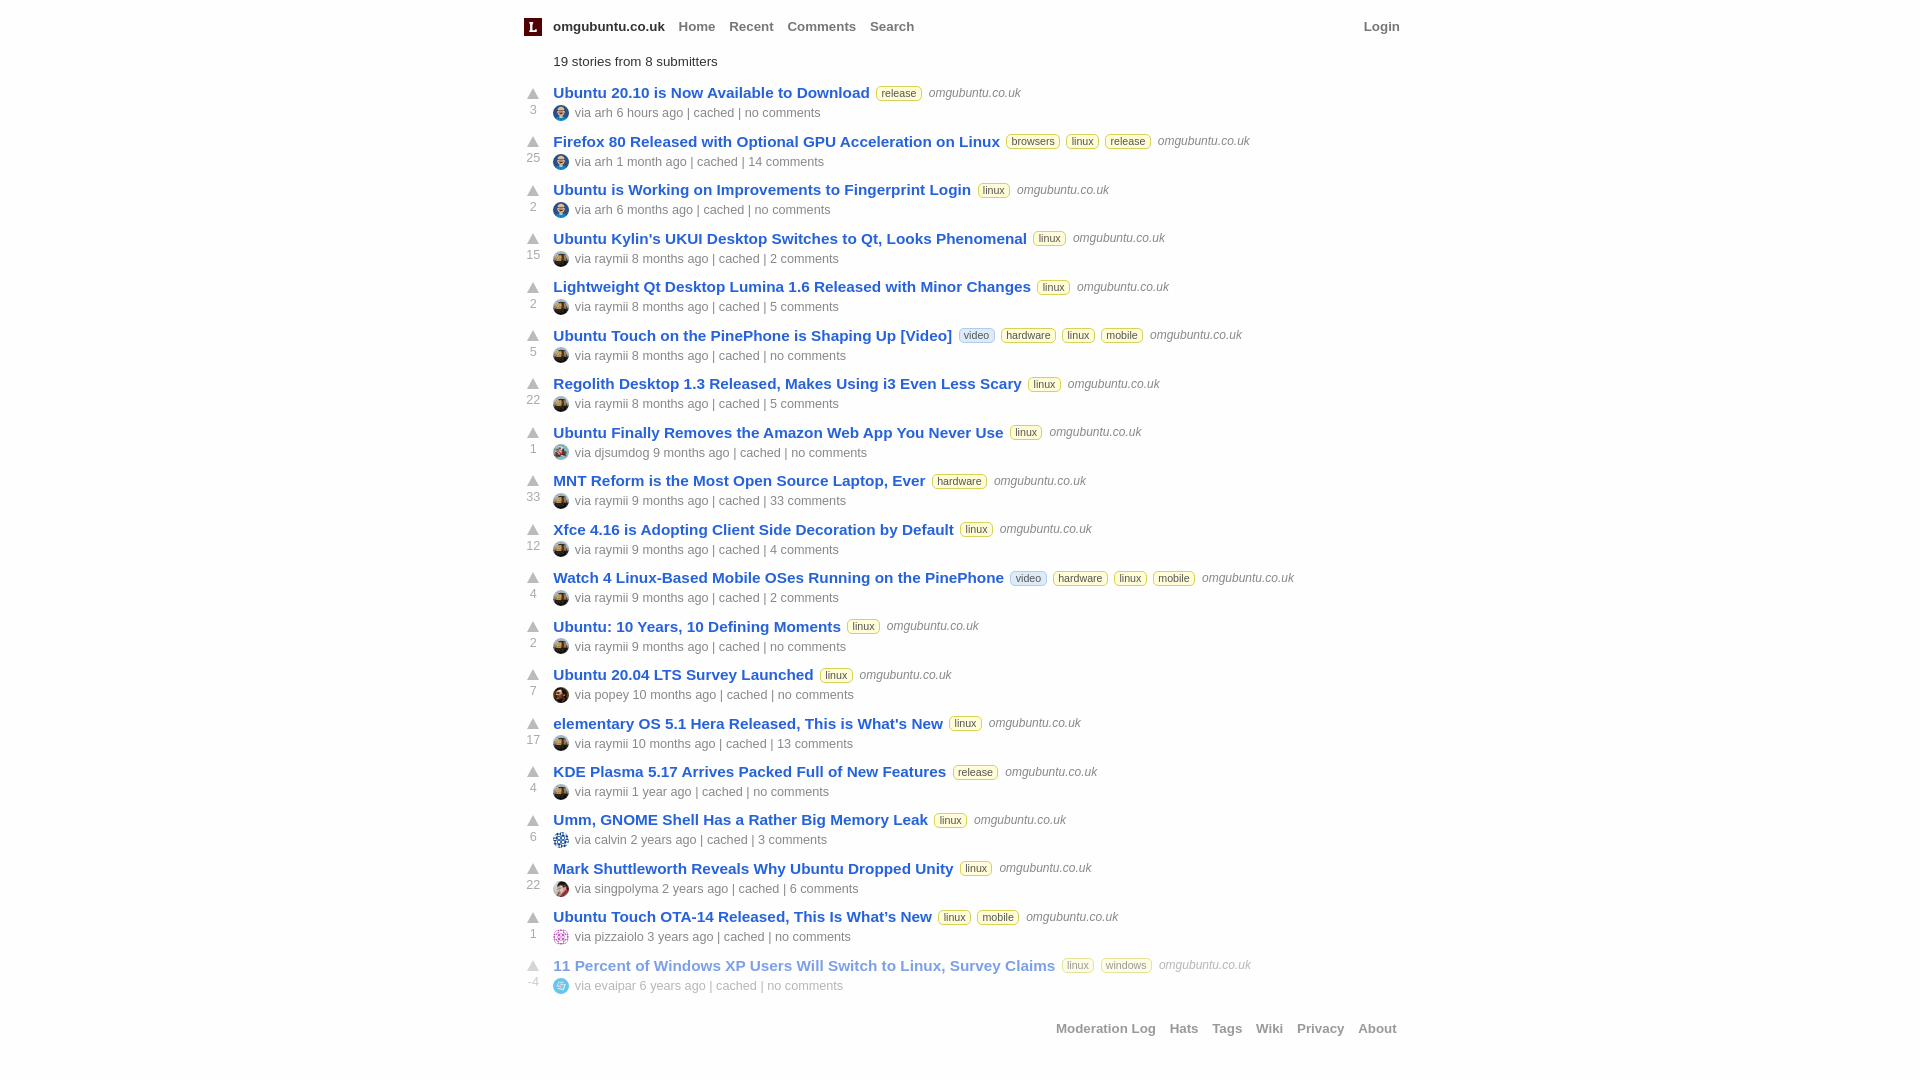 L omgubuntu.co.uk Home Recent Comments Search Login
19 stories from 8 submitters
Ubuntu 20.10 is Now Available to Download release omgubuntu.co.uk
3 via arh 6 hours ago | cached | no comments
Firefox 80 Released with Optional GPU Acceleration on Linux browsers linux release omgubuntu.co.uk
25 via arh 1 month ago | cached | 14 comments
Ubuntu is Working on Improvements to Fingerprint Login linux omgubuntu.co.uk
2 via arh 6 months ago | cached | no comments
Ubuntu Kylin's UKUI Desktop Switches to Qt, Looks Phenomenal linux omgubuntu.co.uk
15 via raymii 8 months ago | cached | 2 comments
Lightweight Qt Desktop Lumina 1.6 Released with Minor Changes linux omgubuntu.co.uk
2 via raymii 8 months ago | cached | 5 comments
Ubuntu Touch on the PinePhone is Shaping Up [Video] video hardware linux mobile omgubuntu.co.uk
5 via raymii 8 months ago | cached | no comments
Regolith Desktop 1.3 Released, Makes Using i3 Even Less Scary linux omgubuntu.co.uk
22 via raymii 8 months ago | cached | 5 comments
Ubuntu Finally Removes the Amazon Web App You Never Use linux omgubuntu.co.uk
1 via djsumdog 9 months ago | cached | no comments
MNT Reform is the Most Open Source Laptop, Ever hardware omgubuntu.co.uk
33 via raymii 9 months ago | cached | 33 comments
Xfce 4.16 is Adopting Client Side Decoration by Default linux omgubuntu.co.uk
12 via raymii 9 months ago | cached | 4 comments
Watch 4 Linux-Based Mobile OSes Running on the PinePhone video hardware linux mobile omgubuntu.co.uk
4 via raymii 9 months ago | cached | 2 comments
Ubuntu: 10 Years, 10 Defining Moments linux omgubuntu.co.uk
2 via raymii 9 months ago | cached | no comments
Ubuntu 20.04 LTS Survey Launched linux omgubuntu.co.uk
7 via popey 10 months ago | cached | no comments
elementary OS 5.1 Hera Released, This is What's New linux omgubuntu.co.uk
17 via raymii 10 months ago | cached | 13 comments
KDE Plasma 5.17 Arrives Packed Full of New Features release omgubuntu.co.uk
4 via raymii 1 year ago | cached | no comments
Umm, GNOME Shell Has a Rather Big Memory Leak linux omgubuntu.co.uk
6 via calvin 2 years ago | cached | 3 comments
Mark Shuttleworth Reveals Why Ubuntu Dropped Unity linux omgubuntu.co.uk
22 via singpolyma 2 years ago | cached | 6 comments
Ubuntu Touch OTA-14 Released, This Is What’s New linux mobile omgubuntu.co.uk
1 via pizzaiolo 3 years ago | cached | no comments
11 Percent of Windows XP Users Will Switch to Linux, Survey Claims linux windows omgubuntu.co.uk
-4 via evaipar 6 years ago | cached | no comments
Moderation Log Hats Tags Wiki Privacy About